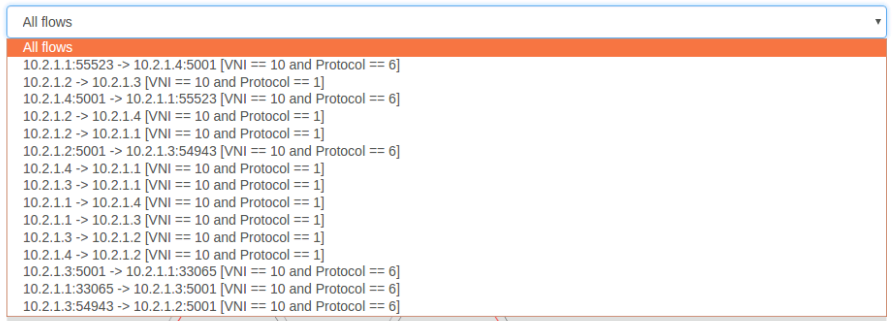 All flows
All flows
10.2.1.1:55523 -> 10.2.1.4:5001 [VNI == 10 and Protocol == 6]
10.2.1.2 -> 10.2.1.3 [VNI == 10 and Protocol == 1]
10.2.1.4:5001 -> 10.2.1.1:55523 [VNI == 10 and Protocol == 6]
10.2.1.2 -> 10.2.1.4 [VNI == 10 and Protocol == 1]
10.2.1.2 -> 10.2.1.1 [VNI == 10 and Protocol == 1]
10.2.1.2:5001 -> 10.2.1.3:54943 [VNI == 10 and Protocol == 6]
10.2.1.4 -> 10.2.1.1 [VNI == 10 and Protocol == 1]
10.2.1.3 -> 10.2.1.1 [VNI == 10 and Protocol == 1]
10.2.1.1 -> 10.2.1.4 [VNI == 10 and Protocol == 1]
10.2.1.1 -> 10.2.1.3 [VNI == 10 and Protocol == 1]
10.2.1.3 -> 10.2.1.2 [VNI == 10 and Protocol == 1]
10.2.1.4 -> 10.2.1.2 [VNI == 10 and Protocol == 1]
10.2.1.3:5001 -> 10.2.1.1:33065 [VNI == 10 and Protocol == 6]
10.2.1.1:33065 -> 10.2.1.3:5001 [VNI == 10 and Protocol == 6]
10.2.1.3:54943 -> 10.2.1.2:5001 [VNI == 10 and Protocol == 6]